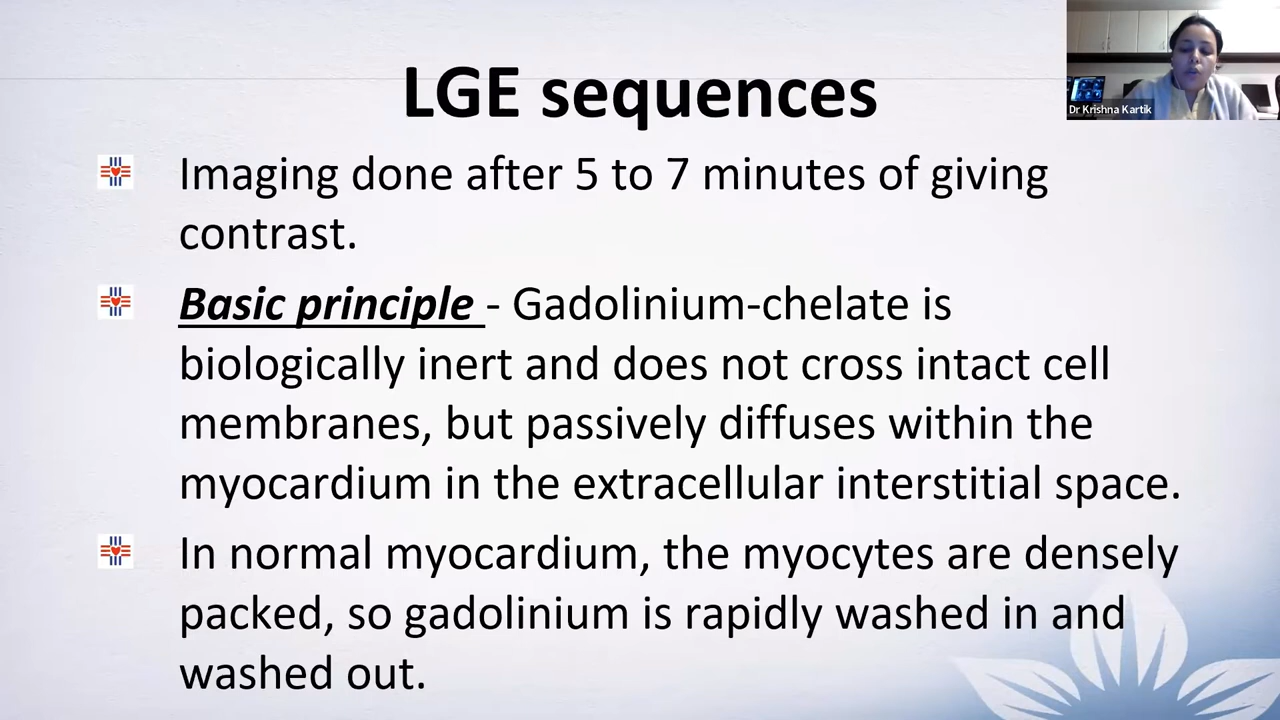 LGE sequences
Dr Krishna Kartik
Imaging done after 5 to 7 minutes of giving
contrast.
Basic principle - Gadolinium-chelate is
biologically inert and does not cross intact cell
membranes, but passively diffuses within the
myocardium in the extracellular interstitial space.
In normal myocardium, the myocytes are densely
packed, so gadolinium is rapidly washed in and
washed out.